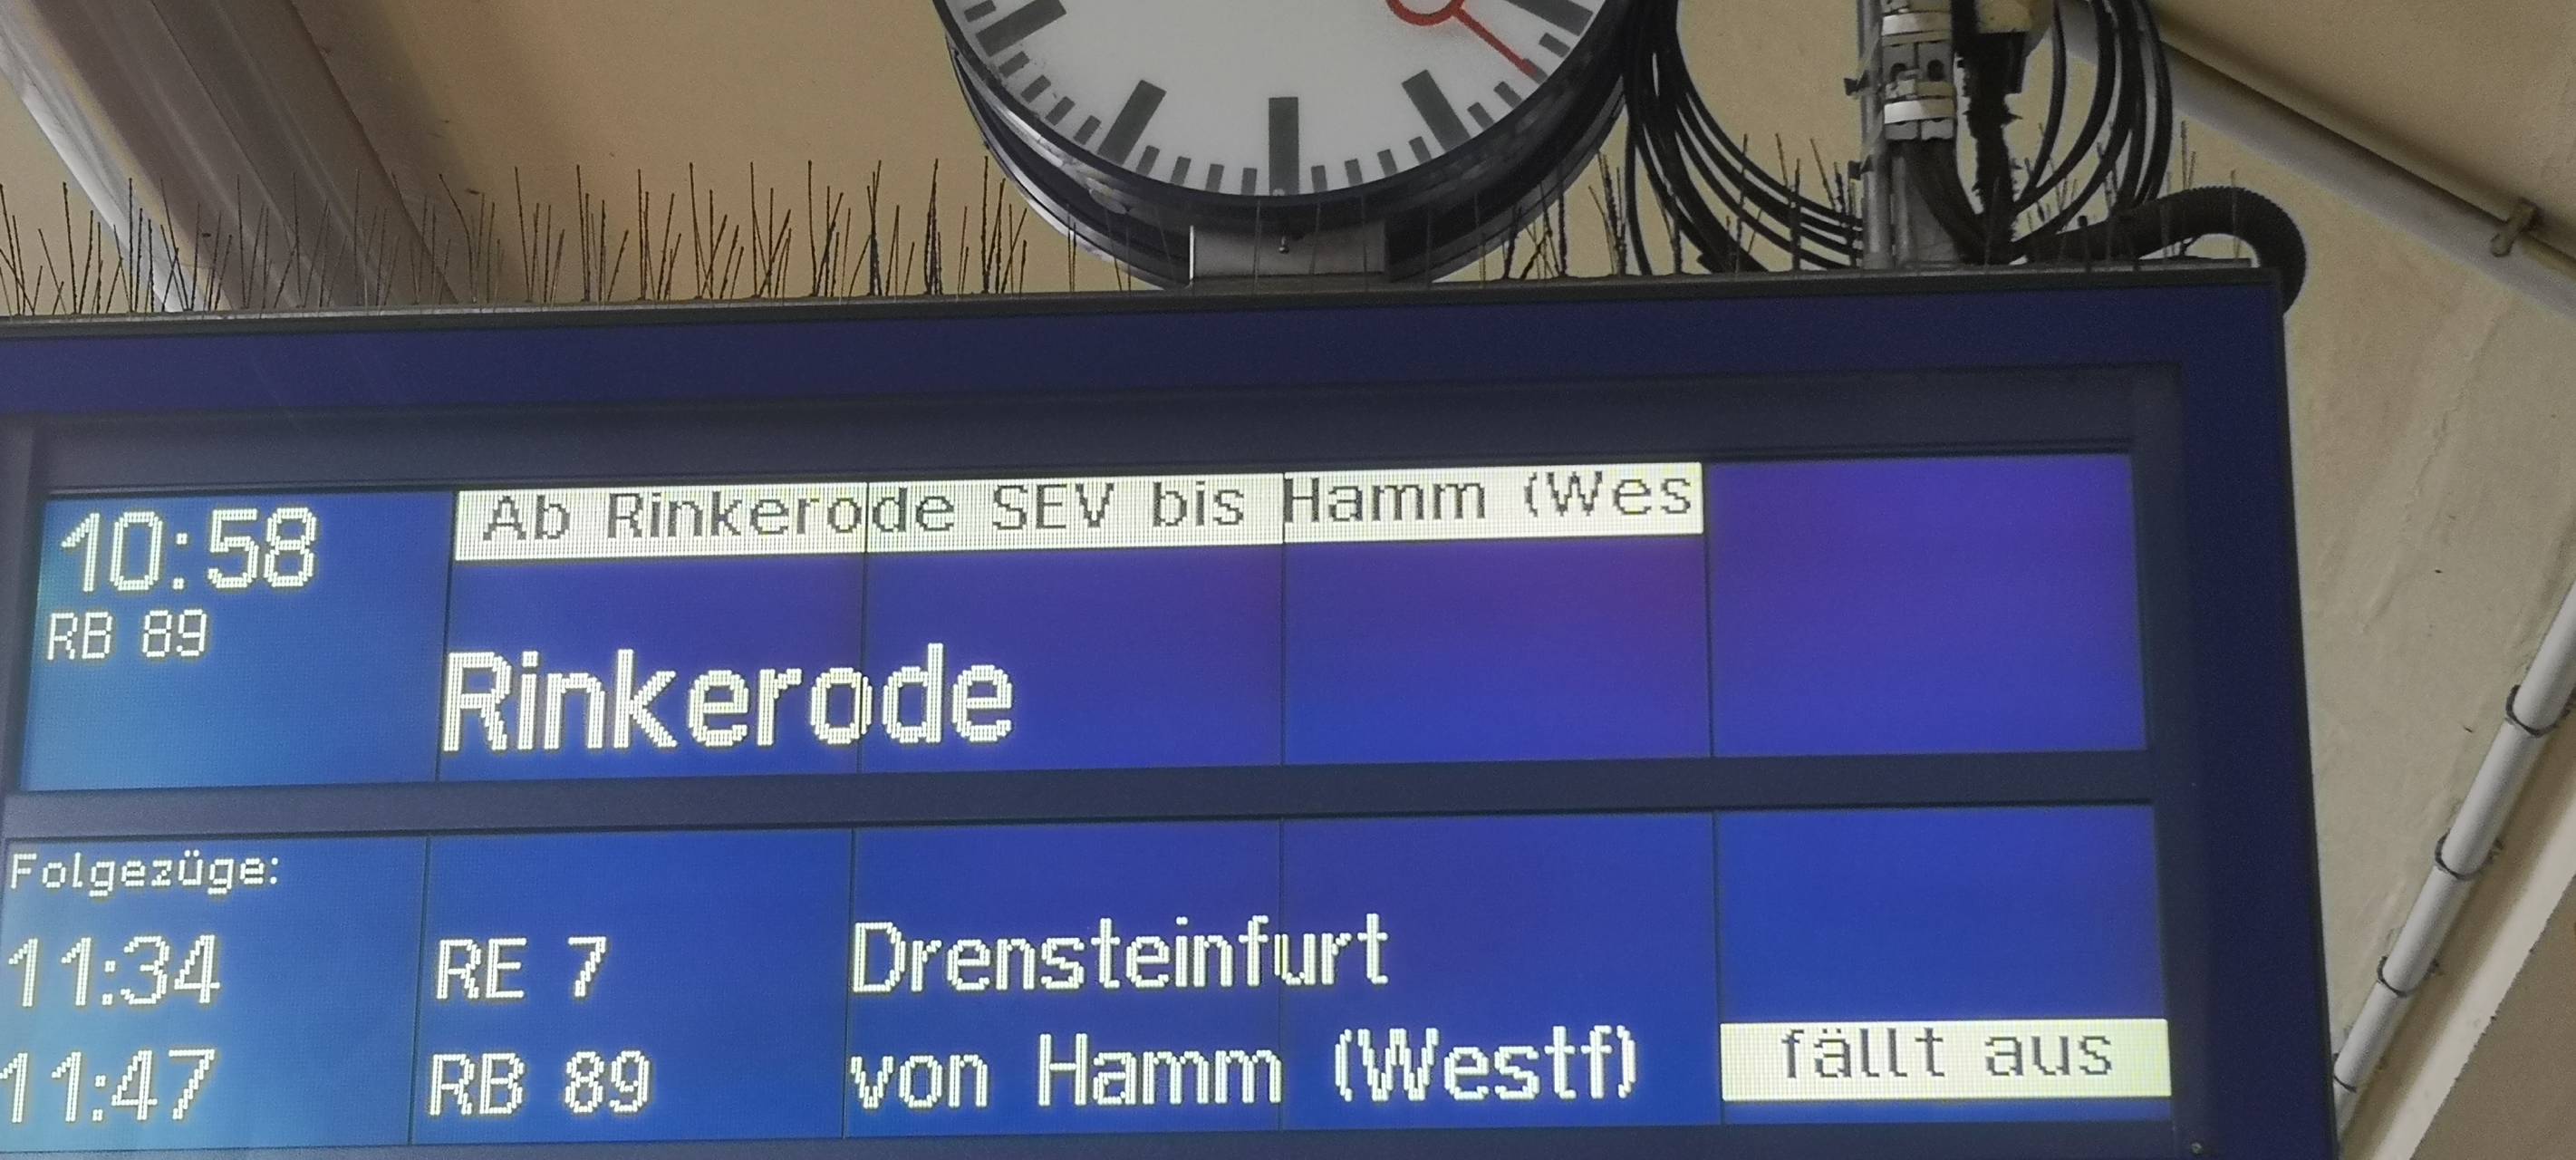 10:58
Ab Rinkerode SEV bis Hamm (Wes
RB 89
Rinkerode
Folgezüge:
11:34 RE 7 Drensteinfurt
11:47 RB 89 von Hamm (Westf) fällt aus